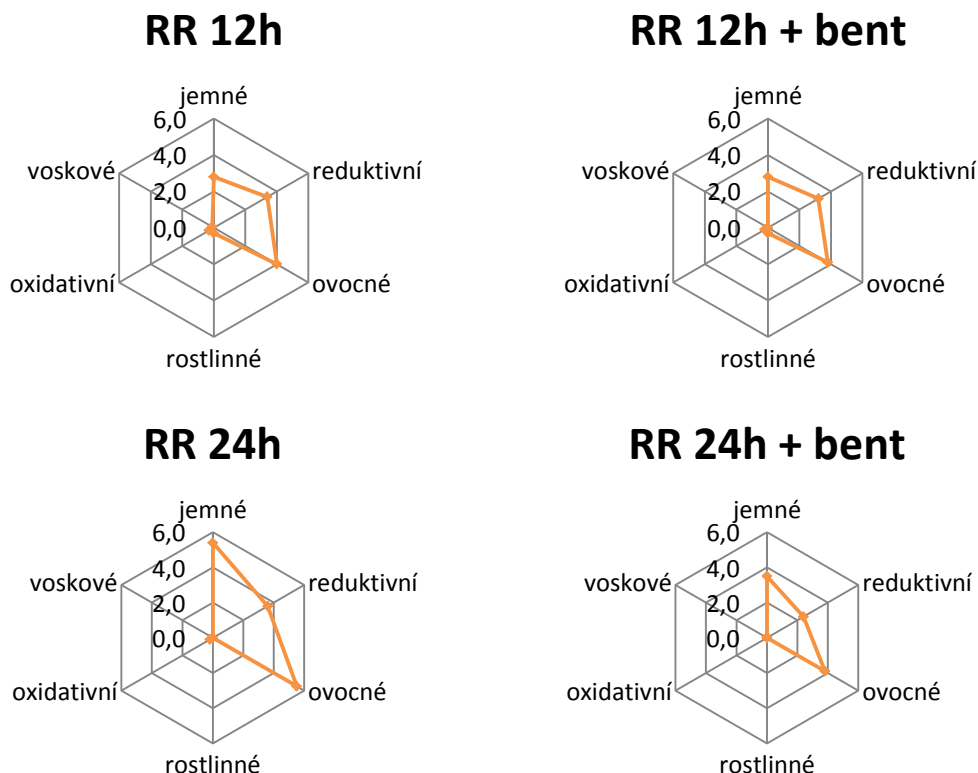 RR 12h
jemné
6,0
4,0
2,0
0,0
voskové
reduktivní
oxidativní
ovocné
rostlinné
RR 12h + bent
jemné
6,0
4,0
2,0
0,0
voskové
reduktivní
oxidativní
ovocné
rostlinné
RR 24h
jemné
6,0
4,0
2,0
0,0
voskové
reduktivní
oxidativní
ovocné
rostlinné
RR 24h + bent
jemné
6,0
4,0
2,0
0,0
voskové
reduktivní
oxidativní
ovocné
rostlinné